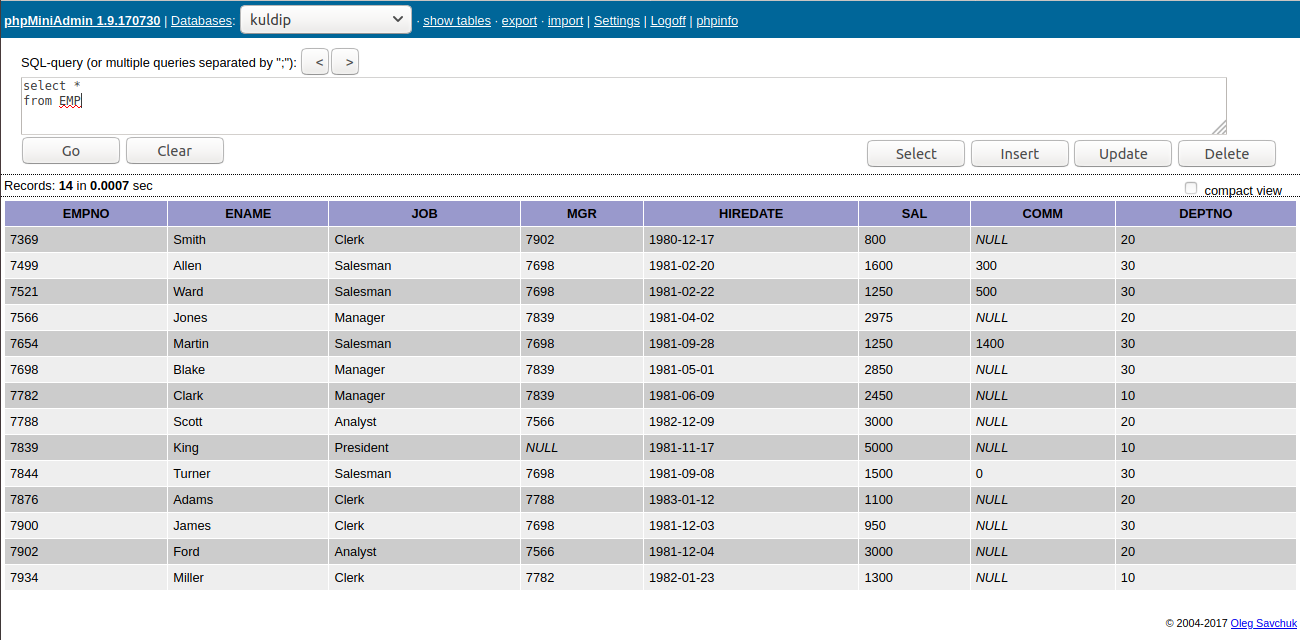 phpMiniAdmin 1.9.170730 | Databases: kuldip · show tables · export · import | Settings | Logoff | phpinfo
SQL-query (or multiple queries separated by ";"): < >
select *
from EMP
Go Clear Select Insert Update Delete
Records: 14 in 0.0007 sec compact view
EMPNO ENAME JOB MGR HIREDATE SAL COMM DEPTNO
7369 Smith Clerk 7902 1980-12-17 800 NULL 20
7499 Allen Salesman 7698 1981-02-20 1600 300 30
7521 Ward Salesman 7698 1981-02-22 1250 500 30
7566 Jones Manager 7839 1981-04-02 2975 NULL 20
7654 Martin Salesman 7698 1981-09-28 1250 1400 30
7698 Blake Manager 7839 1981-05-01 2850 NULL 30
7782 Clark Manager 7839 1981-06-09 2450 NULL 10
7788 Scott Analyst 7566 1982-12-09 3000 NULL 20
7839 King President NULL 1981-11-17 5000 NULL 10
7844 Turner Salesman 7698 1981-09-08 1500 0 30
7876 Adams Clerk 7788 1983-01-12 1100 NULL 20
7900 James Clerk 7698 1981-12-03 950 NULL 30
7902 Ford Analyst 7566 1981-12-04 3000 NULL 20
7934 Miller Clerk 7782 1982-01-23 1300 NULL 10
© 2004-2017 Oleg Savchuk